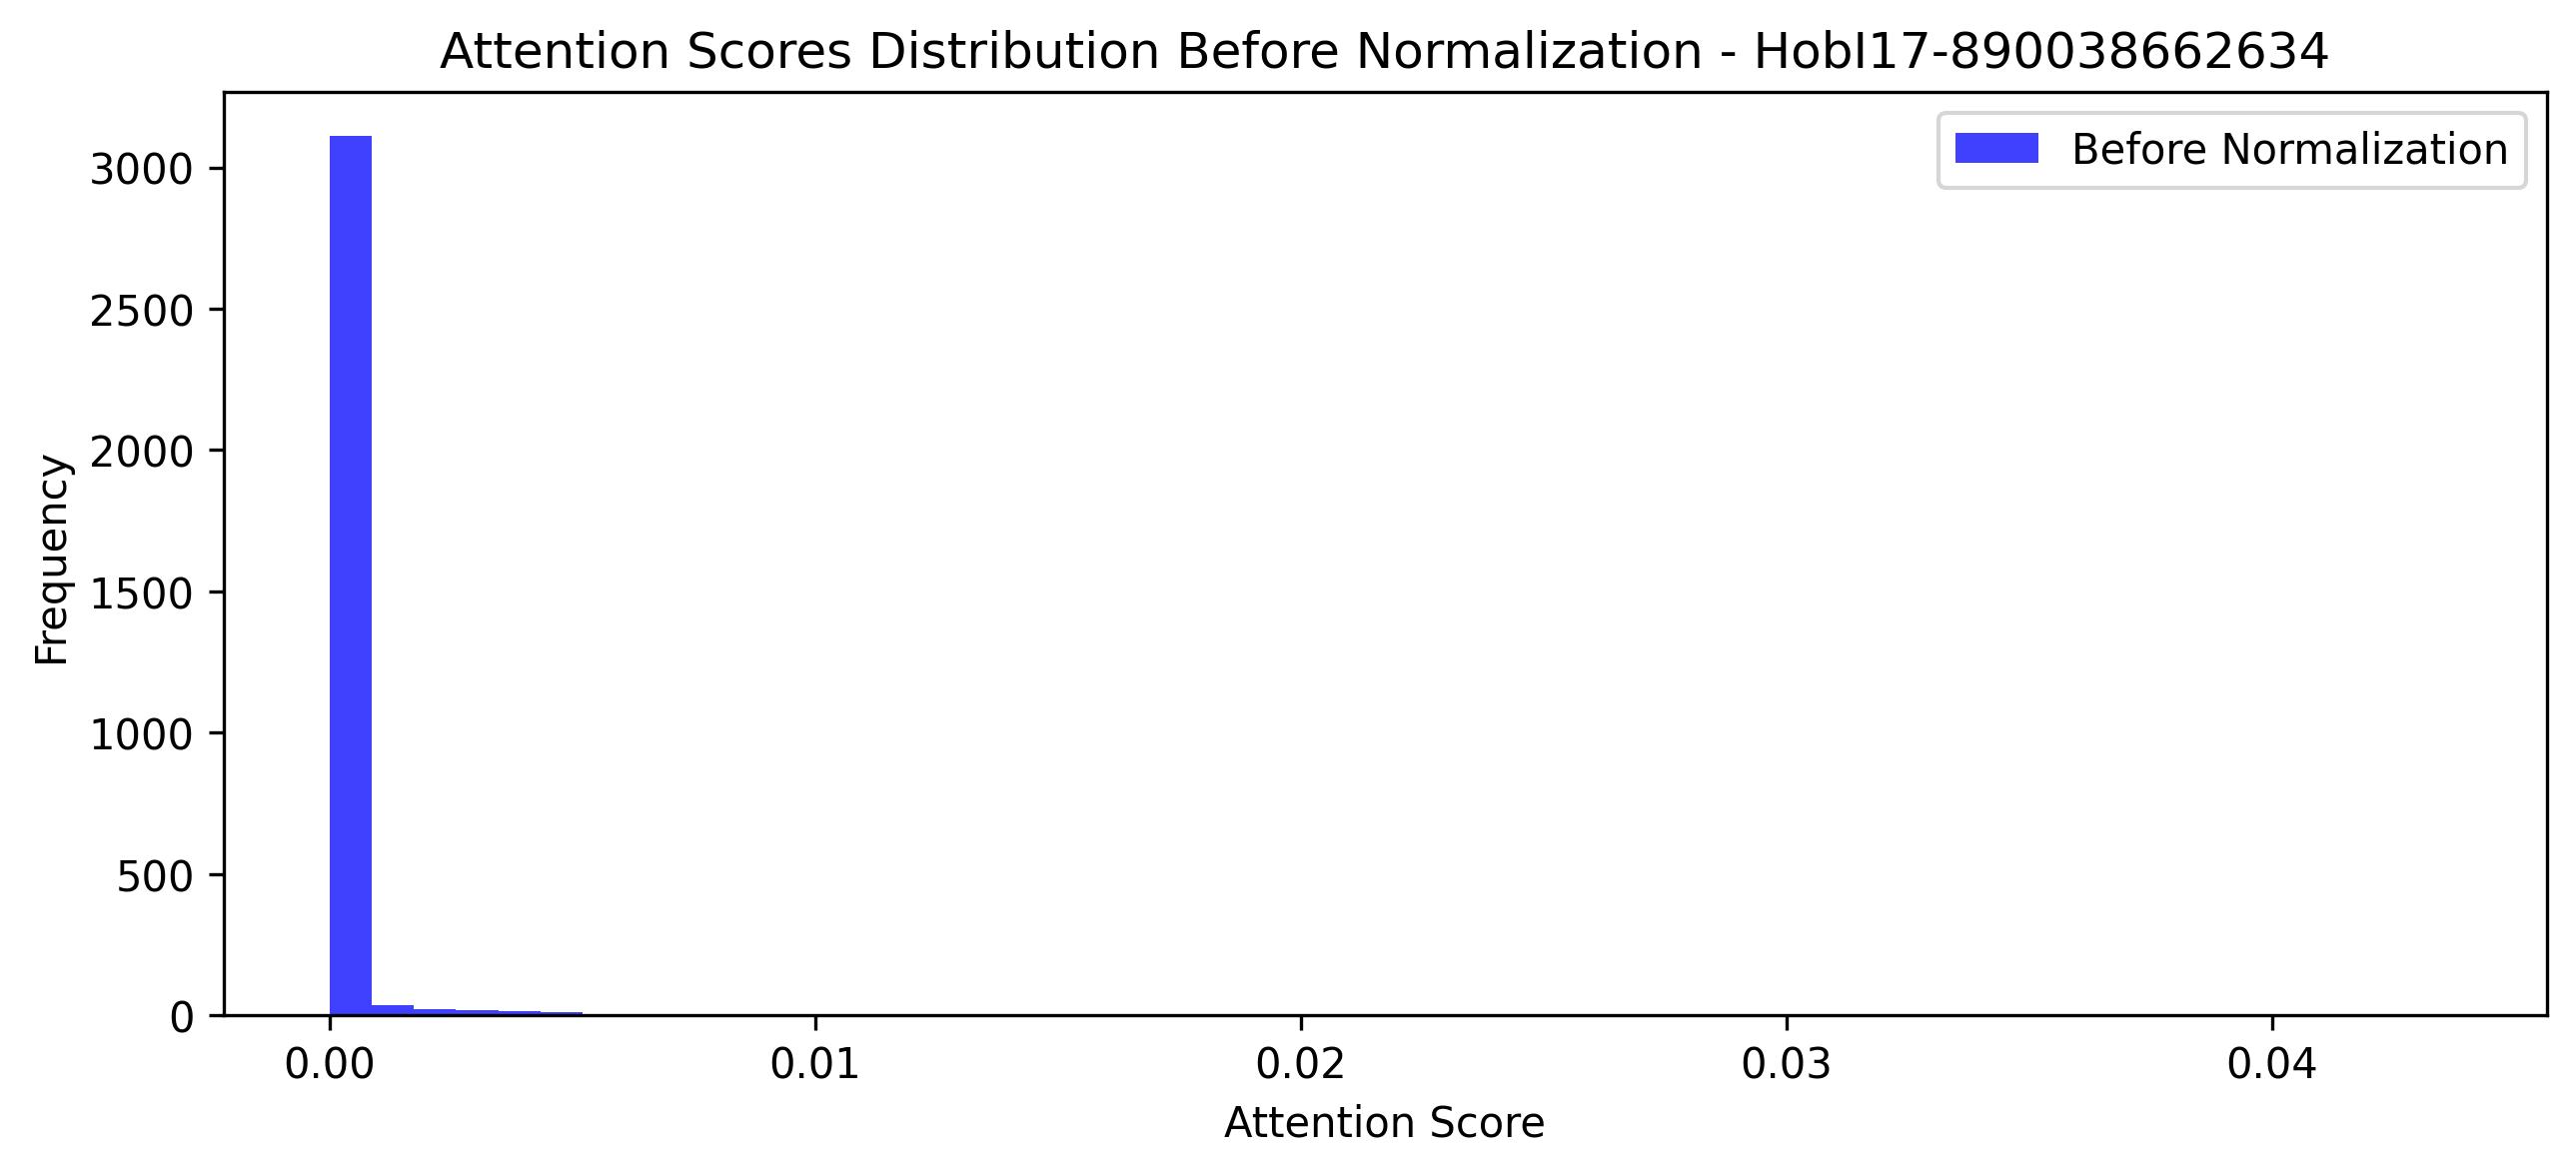 Attention Scores Distribution Before Normalization - HobI17-890038662634
Before Normalization
Frequency
3000
2500
2000
1500
1000
500
0
0.00 0.01 0.02 0.03 0.04
Attention Score